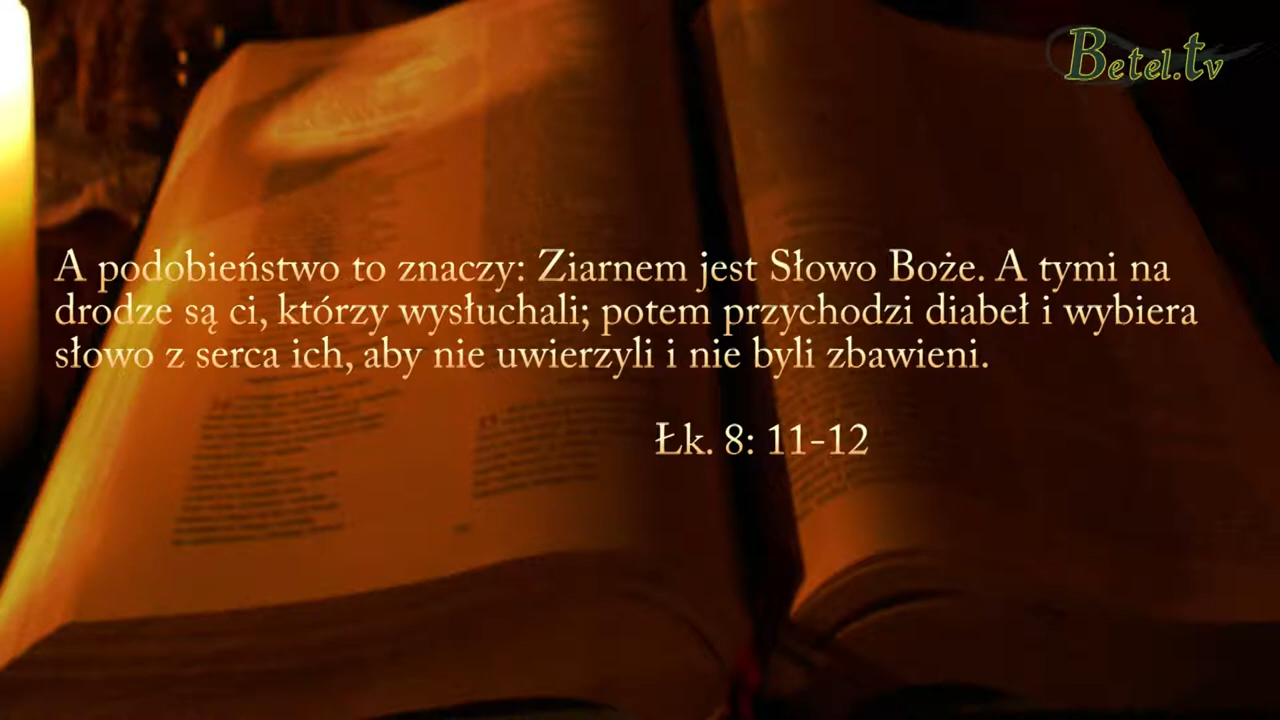 Betel.tv
A podobieństwo to znaczy: Ziarnem jest Słowo Boże. A tymi na
drodze są ci, którzy wysłuchali; potem przychodzi diabeł i wybiera
słowo z serca ich, aby nie uwierzyli i nie byli zbawieni.
Łk. 8: 11-12